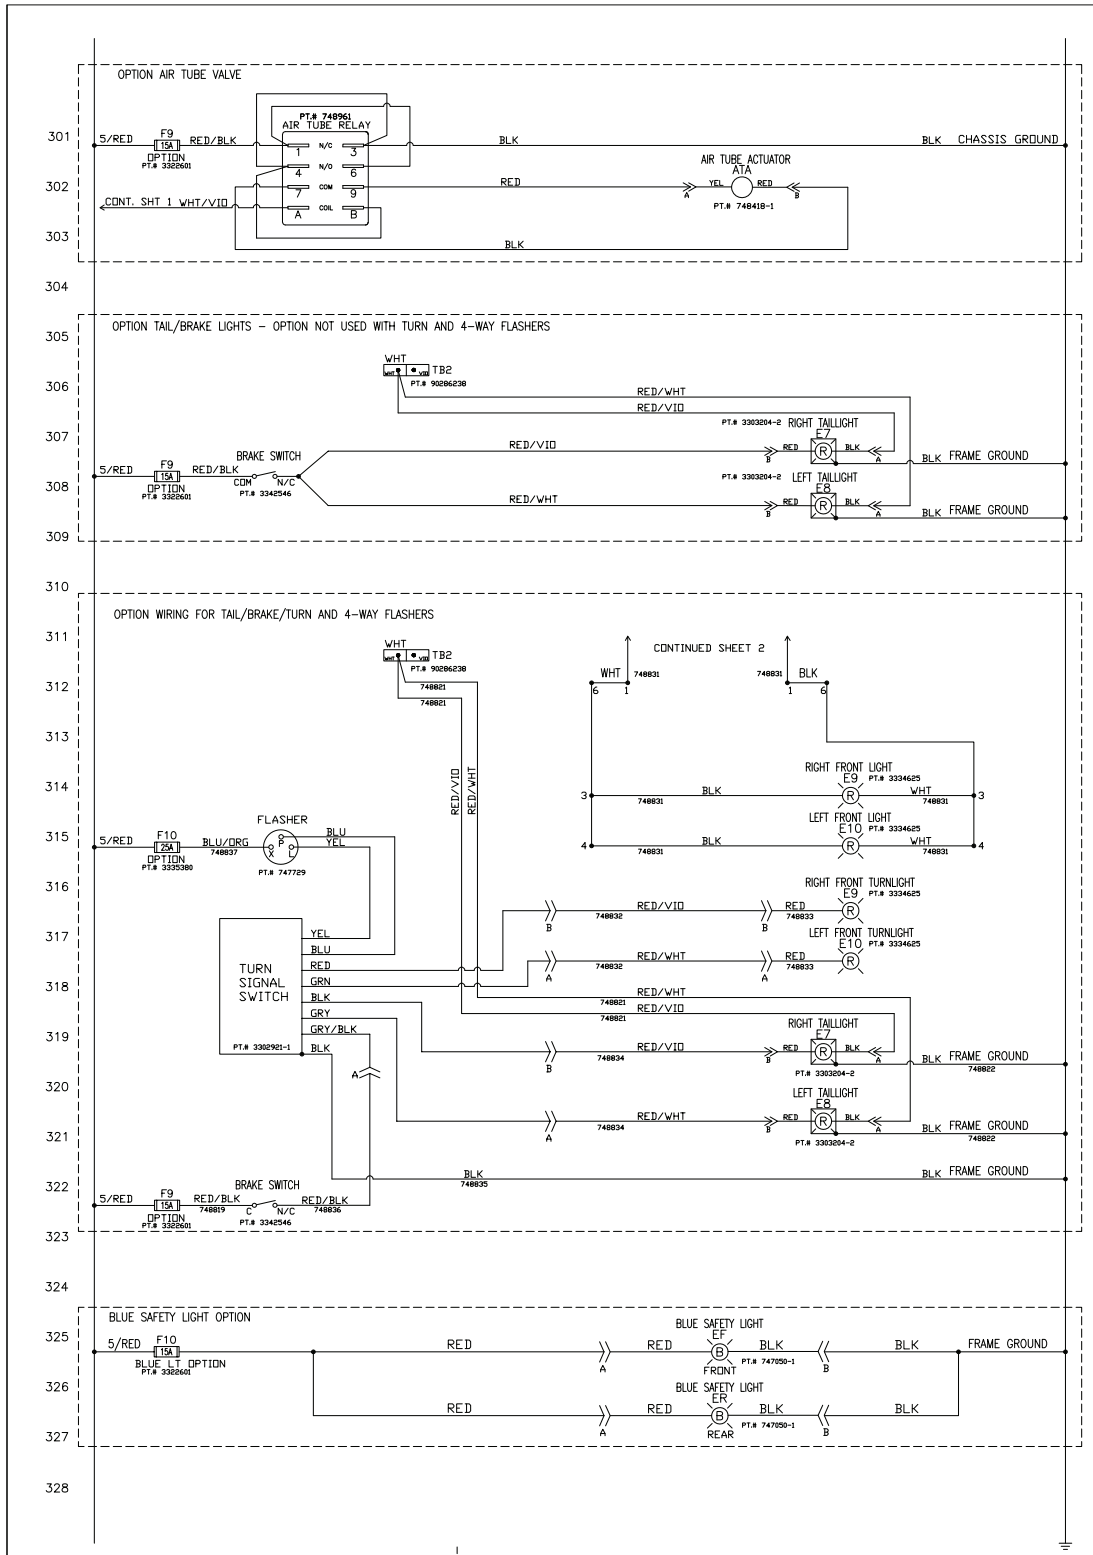 OPTION AIR TUBE VALVE
PT.# 748961
AIR TUBE RELAY
301 5/RED F9 15A RED/BLK 1 N/C 3 BLK BLK CHASSIS GROUND
OPTION
PT.# 3322601
4 N/O 6
AIR TUBE ACTUATOR
ATA
302 7 COM 9 RED A YEL RED B
PT.# 748418-1
CONT. SHT 1 WHT/VIO A COIL B
303 BLK
304
305 OPTION TAIL/BRAKE LIGHTS - OPTION NOT USED WITH TURN AND 4-WAY FLASHERS
WHT
WHT VIO TB2
PT.# 90286238
306 RED/WHT
RED/VIO
PT.# 3303204-2 RIGHT TAILLIGHT
307 E7
RED/VIO B RED R BLK A
BLK FRAME GROUND
BRAKE SWITCH
5/RED F9 15A RED/BLK COM N/C
OPTION
PT.# 3322601
PT.# 3342546
PT.# 3303204-2 LEFT TAILLIGHT
308 E8
RED/WHT B RED R BLK A
BLK FRAME GROUND
309
310
OPTION WIRING FOR TAIL/BRAKE/TURN AND 4-WAY FLASHERS
311
WHT
WHT VIO TB2
PT.# 90286238
CONTINUED SHEET 2
312 748821
748821
WHT 748831 748831 BLK
6 1 1 6
313
RED/VIO
RED/WHT
314 RIGHT FRONT LIGHT
E9 PT.# 3334625
3 BLK R WHT 3
748831 748831
LEFT FRONT LIGHT
E10 PT.# 3334625
4 BLK R WHT 4
748831 748831
315 FLASHER
5/RED F10 25A BLU/ORG X P L BLU
YEL
748837
OPTION
PT.# 3335380
PT.# 747729
316 RIGHT FRONT TURNLIGHT
E9 PT.# 3334625
B RED/VIO B RED R
748832 748833
317 YEL
BLU
LEFT FRONT TURNLIGHT
E10 PT.# 3334625
A RED/WHT A RED R
748832 748833
TURN
SIGNAL
SWITCH
RED
318 GRN
BLK
GRY
GRY/BLK
BLK
PT.# 3302921-1
RED/WHT
748821
RED/VIO
748821
319 RIGHT TAILLIGHT
E7
B RED/VIO B RED R BLK A
748834
PT.# 3303204-2
BLK FRAME GROUND
748822
320 A
LEFT TAILLIGHT
E8
321 A RED/WHT B RED R BLK A
748834
PT.# 3303204-2
BLK FRAME GROUND
748822
322 BLK
748835
BLK FRAME GROUND
BRAKE SWITCH
5/RED F9 15A RED/BLK C N/C RED/BLK
748819 748836
OPTION
PT.# 3322601
PT.# 3342546
323
324
BLUE SAFETY LIGHT OPTION
325 BLUE SAFETY LIGHT
EF
5/RED F10 15A RED A RED B BLK B BLK FRAME GROUND
BLUE LT OPTION
PT.# 3322601
PT.# 747050-1
FRONT
326 BLUE SAFETY LIGHT
ER
RED A RED B BLK B BLK
PT.# 747050-1
327 REAR
328